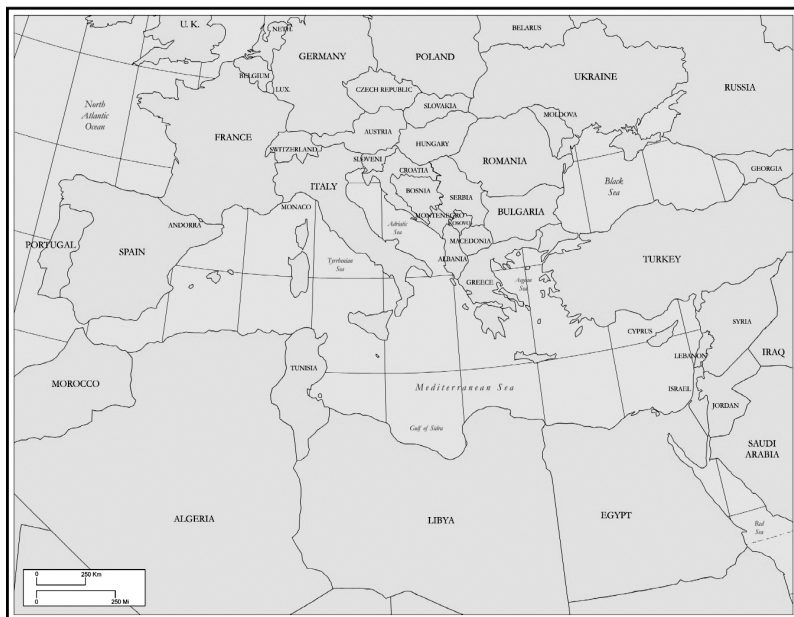 U. K.
NETH.
BELARUS
GERMANY
POLAND
BELGIUM
LUX.
CZECH REPUBLIC
UKRAINE
RUSSIA
North
Atlantic
Ocean
SLOVAKIA
MOLDOVA
FRANCE
AUSTRIA
SWITZERLAND
HUNGARY
SLOVENI
ROMANIA
CROATIA
GEORGIA
ITALY
BOSNIA
SERBIA
Black
Sea
MONACO
MONTENEGRO
KOSOVO
BULGARIA
ANDORRA
Adriatic
Sea
PORTUGAL
SPAIN
MACEDONIA
Tyrrhenian
Sea
ALBANIA
TURKEY
GREECE
Aegean
Sea
CYPRUS
SYRIA
LEBANON
IRAQ
TUNISIA
MOROCCO
Mediterranean Sea
ISRAEL
JORDAN
Gulf of Sidra
SAUDI
ARABIA
ALGERIA
LIBYA
EGYPT
Red
Sea
0 250 Km
0 250 Mi